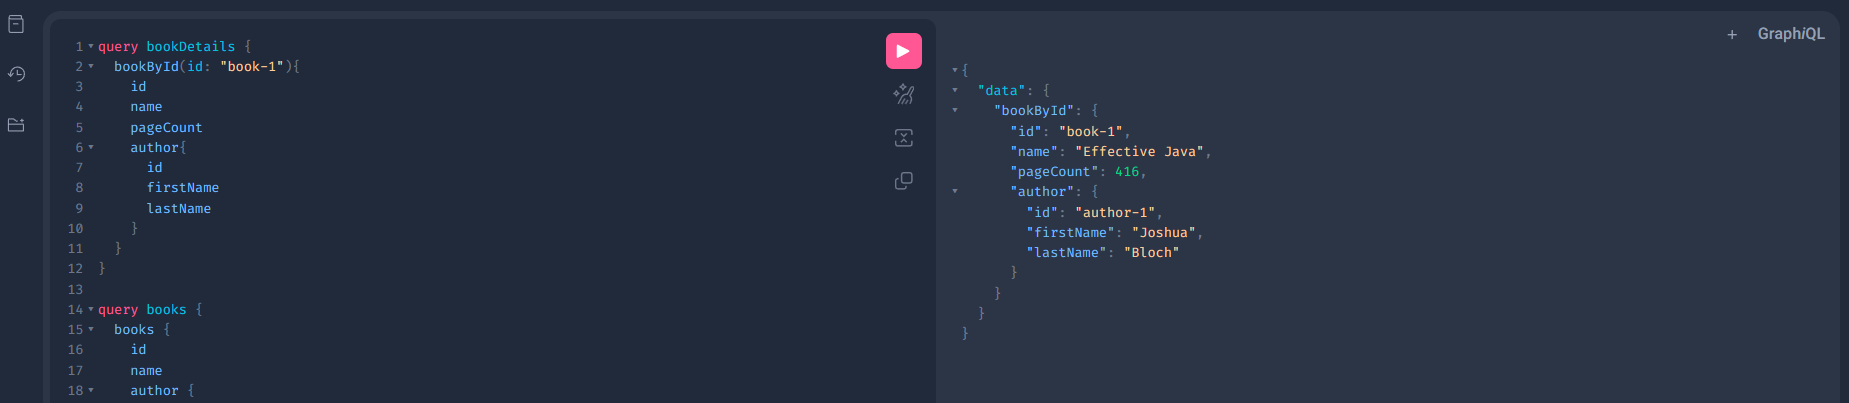 1 query bookDetails {
2 bookById(id: "book-1"){
3 id
4 name
5 pageCount
6 author{
7 id
8 firstName
9 lastName
10 }
11 }
12 }
13
14 query books {
15 books {
16 id
17 name
18 author {
+ GraphiQL
{
"data": {
"bookById": {
"id": "book-1",
"name": "Effective Java",
"pageCount": 416,
"author": {
"id": "author-1",
"firstName": "Joshua",
"lastName": "Bloch"
}
}
}
}